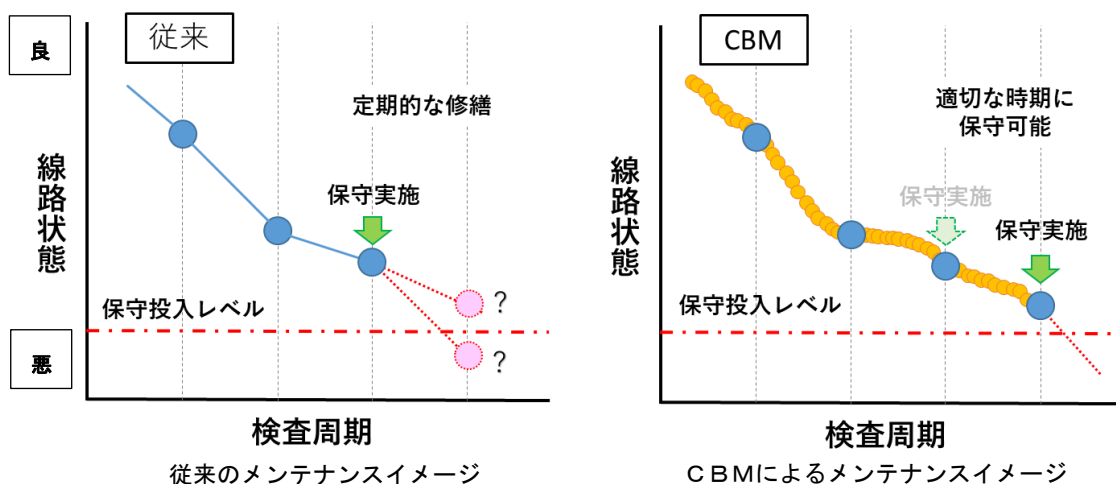 良
従来
定期的な修繕
線路状態
保守実施
保守投入レベル
?
?
悪
検査周期
従来のメンテナンスイメージ
CBM
適切な時期に
保守可能
線路状態
保守実施
保守実施
保守投入レベル
検査周期
CBMによるメンテナンスイメージ